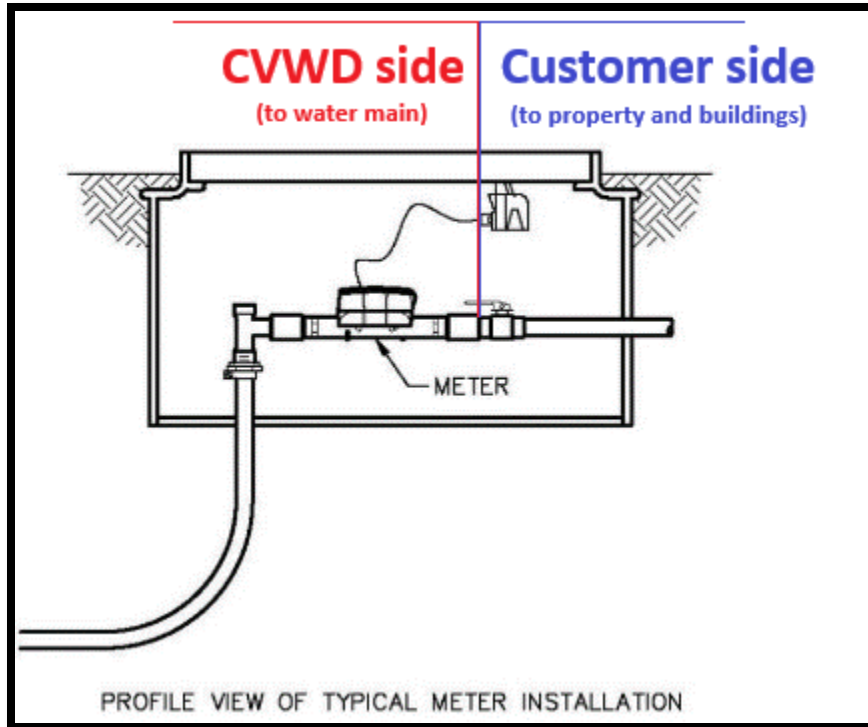 CVWD side
(to water main)
Customer side
(to property and buildings)
METER
PROFILE VIEW OF TYPICAL METER INSTALLATION